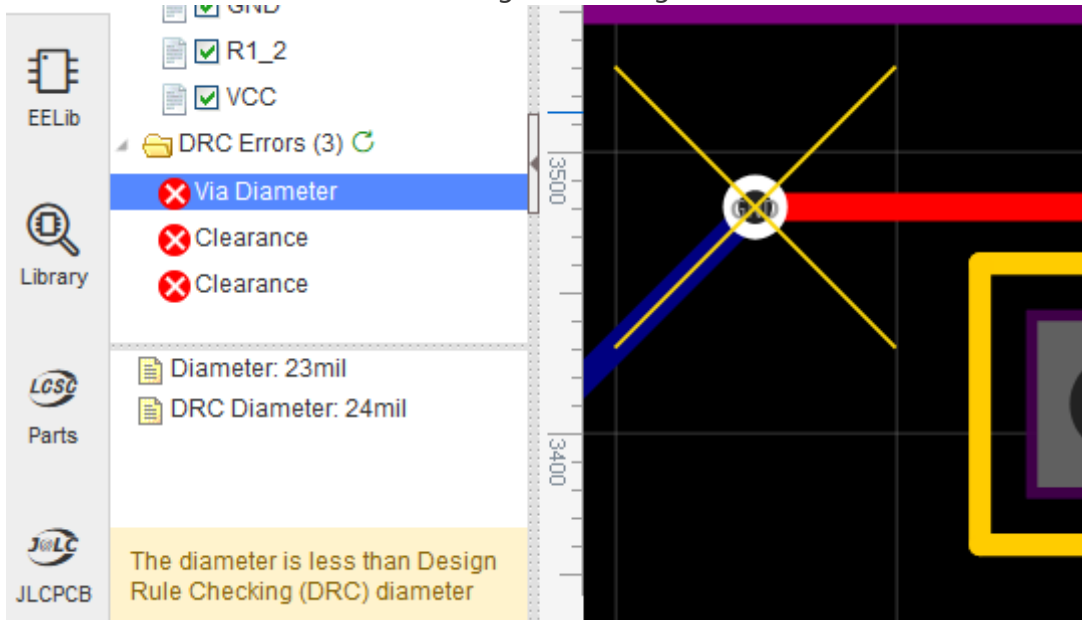 GND
R1_2
VCC
EELib
DRC Errors (3)
Via Diameter
Clearance
Library
Clearance
Diameter: 23mil
LCSC
DRC Diameter: 24mil
Parts
The diameter is less than Design
Rule Checking (DRC) diameter
JLCPCB
3500
3400